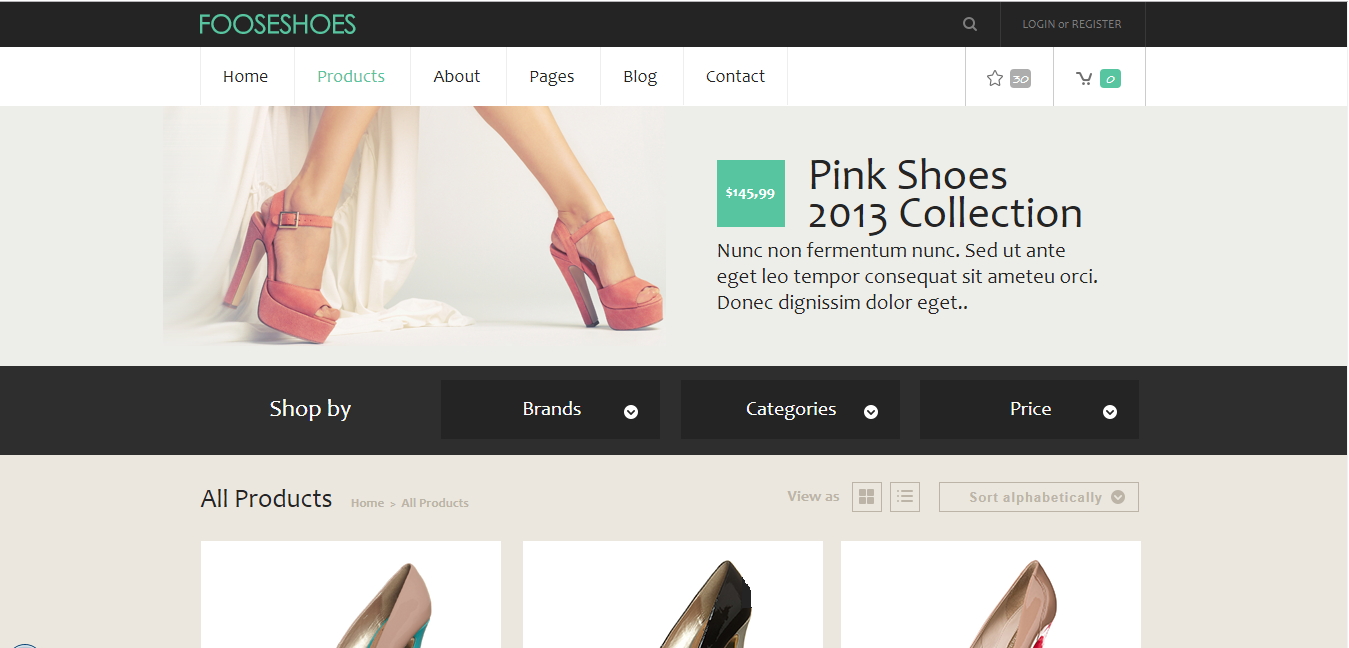 FOOSESHOES
LOGIN or REGISTER
Home Products About Pages Blog Contact
30 0
$145,99
Pink Shoes
2013 Collection
Nunc non fermentum nunc. Sed ut ante
eget leo tempor consequat sit ameteu orci.
Donec dignissim dolor eget..
Shop by Brands Categories Price
All Products Home > All Products View as Sort alphabetically